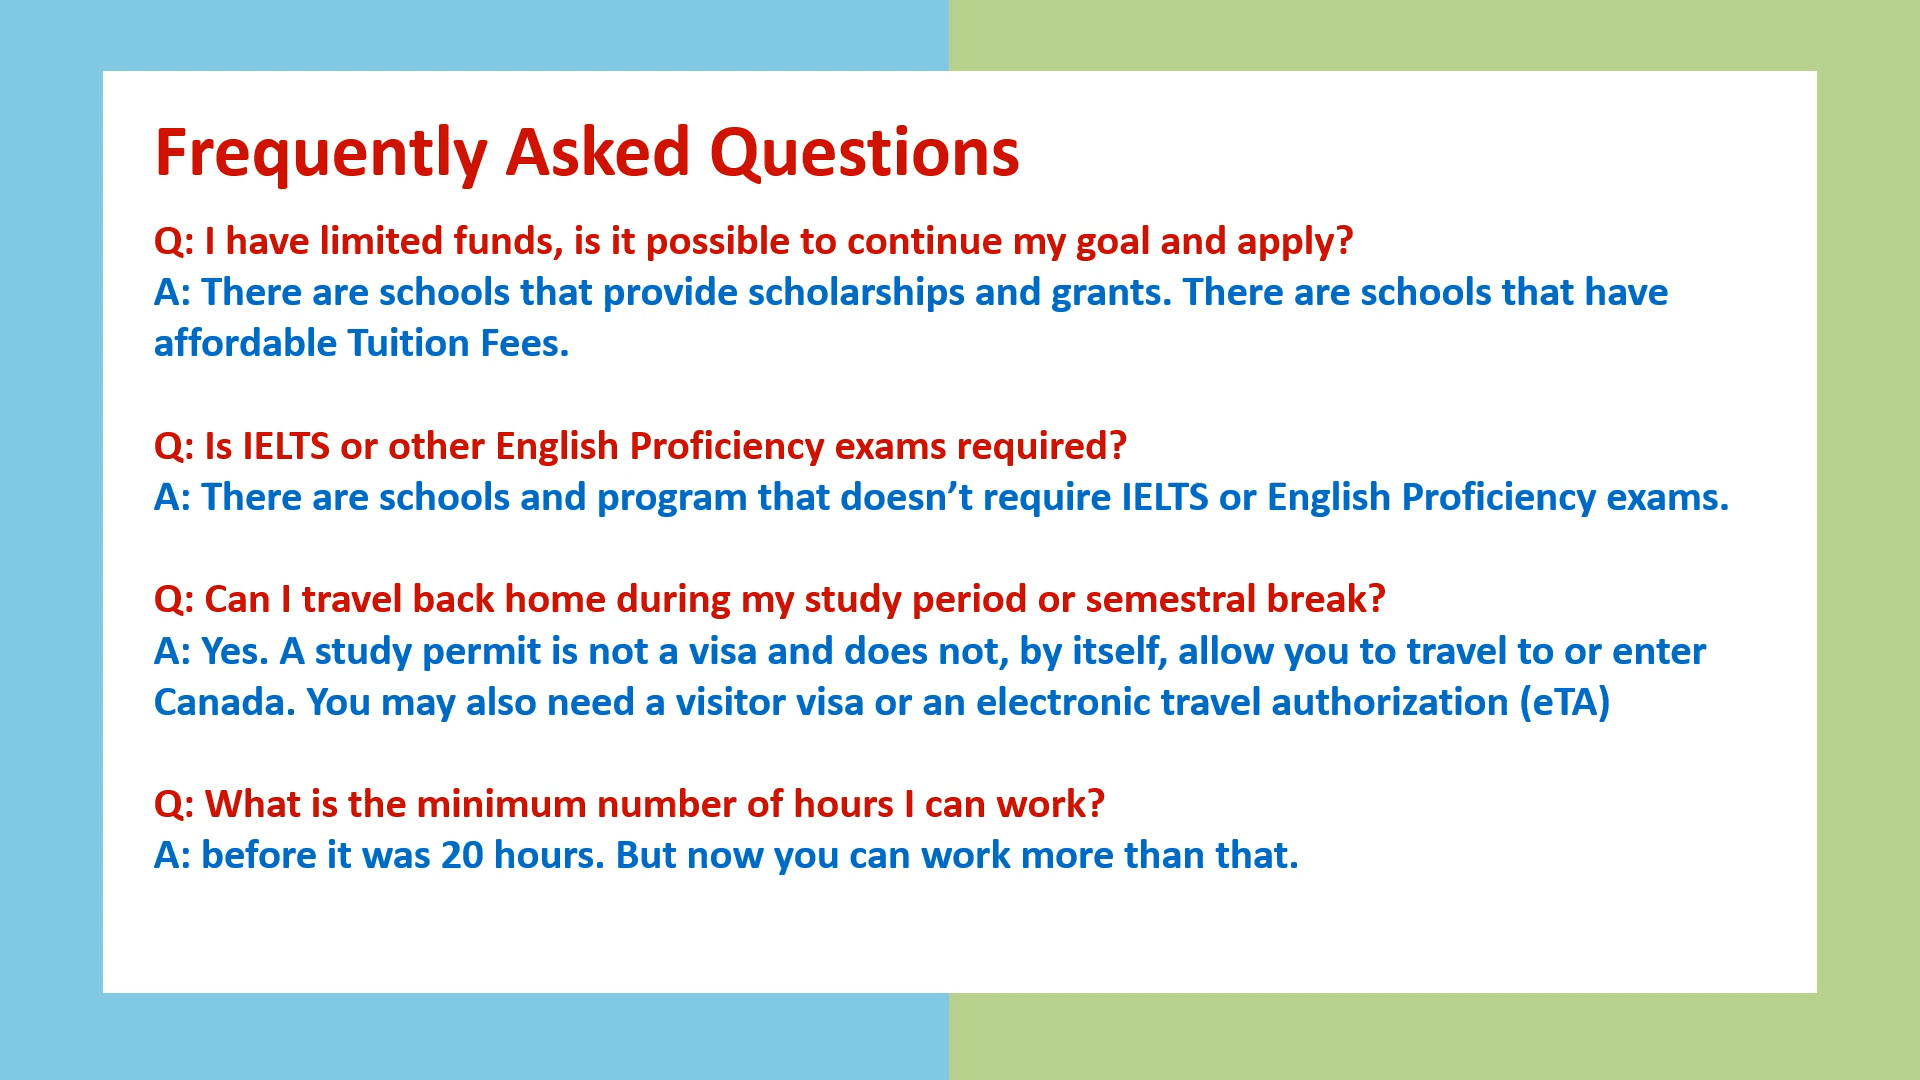 Frequently Asked Questions
Q: I have limited funds, is it possible to continue my goal and apply?
A: There are schools that provide scholarships and grants. There are schools that have
affordable Tuition Fees.
Q: Is IELTS or other English Proficiency exams required?
A: There are schools and program that doesn’t require IELTS or English Proficiency exams.
Q: Can I travel back home during my study period or semestral break?
A: Yes. A study permit is not a visa and does not, by itself, allow you to travel to or enter
Canada. You may also need a visitor visa or an electronic travel authorization (eTA)
Q: What is the minimum number of hours I can work?
A: before it was 20 hours. But now you can work more than that.